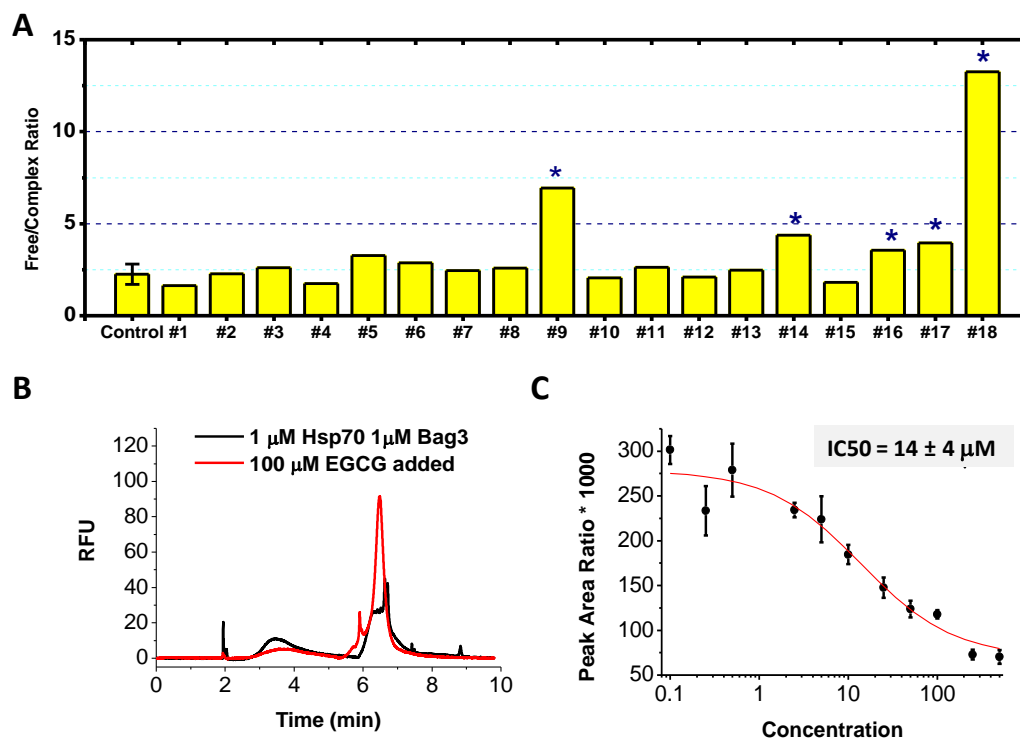 A
15
10
5
0
Free/Complex Ratio
* * * * *
Control #1 #2 #3 #4 #5 #6 #7 #8 #9 #10 #11 #12 #13 #14 #15 #16 #17 #18
B
1 μM Hsp70 1μM Bag3
100 μM EGCG added
120
100
80
60
40
20
0
RFU
0 2 4 6 8 10
Time (min)
C
IC50 = 14 ± 4 μM
300
250
200
150
100
50
Peak Area Ratio * 1000
0.1 1 10 100
Concentration